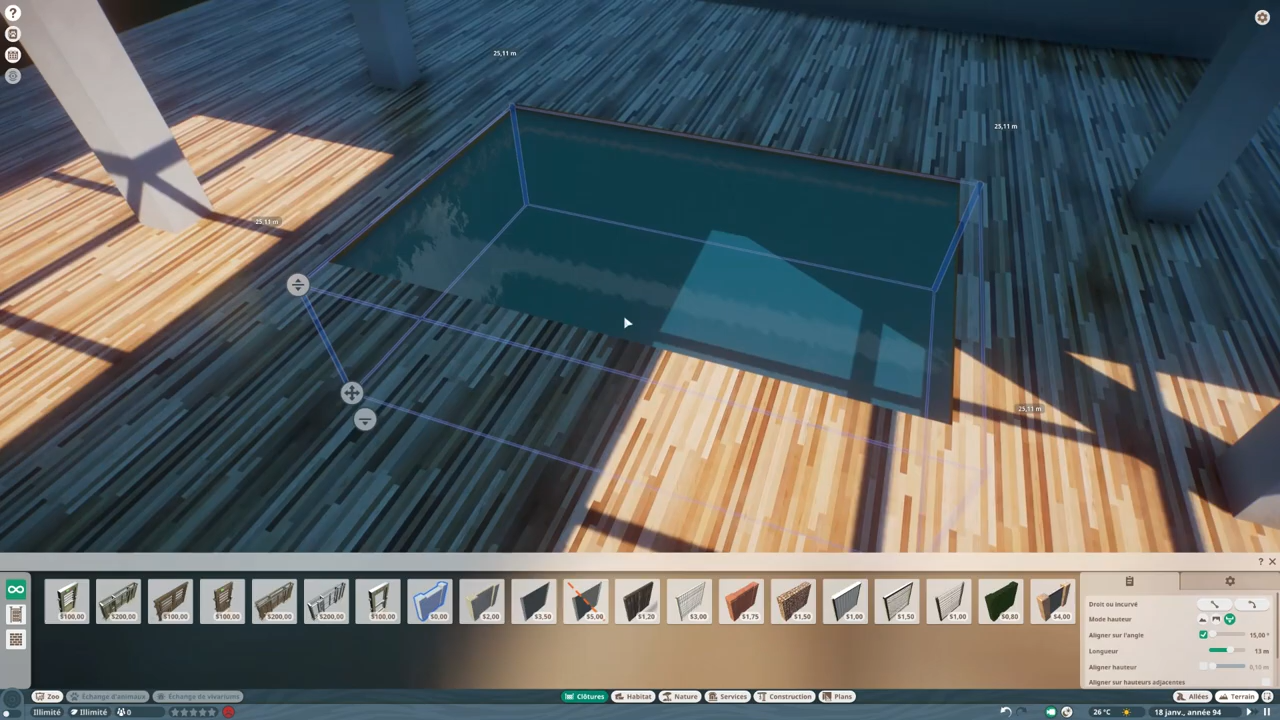 ?
25,11 m
25,11 m
25,11 m
25,11 m
? ×
$100,00 $200,00 $100,00 $100,00 $200,00 $200,00 $100,00 $0,00 $2,00 $3,50 $5,00 $1,20 $3,00 $1,75 $1,50 $1,00 $1,50 $1,00 $0,80 $4,00
Droit ou incurvé
Mode hauteur
Aligner sur l'angle 15,00 °
Longueur 13 m
Aligner hauteur 0,10 m
Aligner sur hauteurs adjacentes
Zoo Échange d'animaux Échange de vivariums Clôtures Habitat Nature Services Construction Plans Allées Terrain
Illimité Illimité 0 26 °C 18 janv., année 94